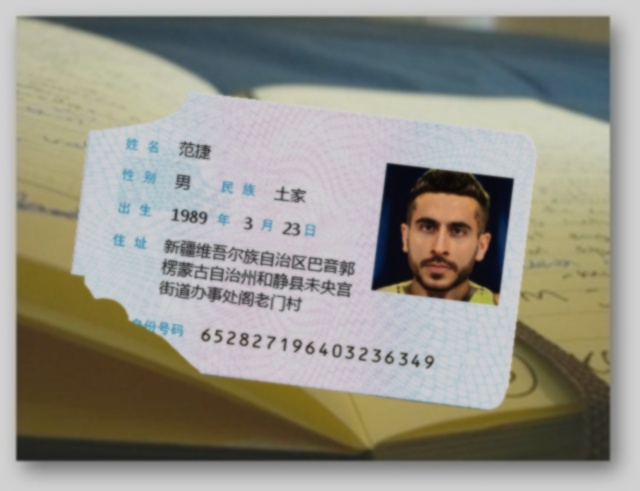 姓名 范捷
性别 男 民族 土家
出生 1989 年 3 月 23 日
住址 新疆维吾尔族自治区巴音郭
楞蒙古自治州和静县未央宫
街道办事处阁老门村
身份号码 652827196403236349